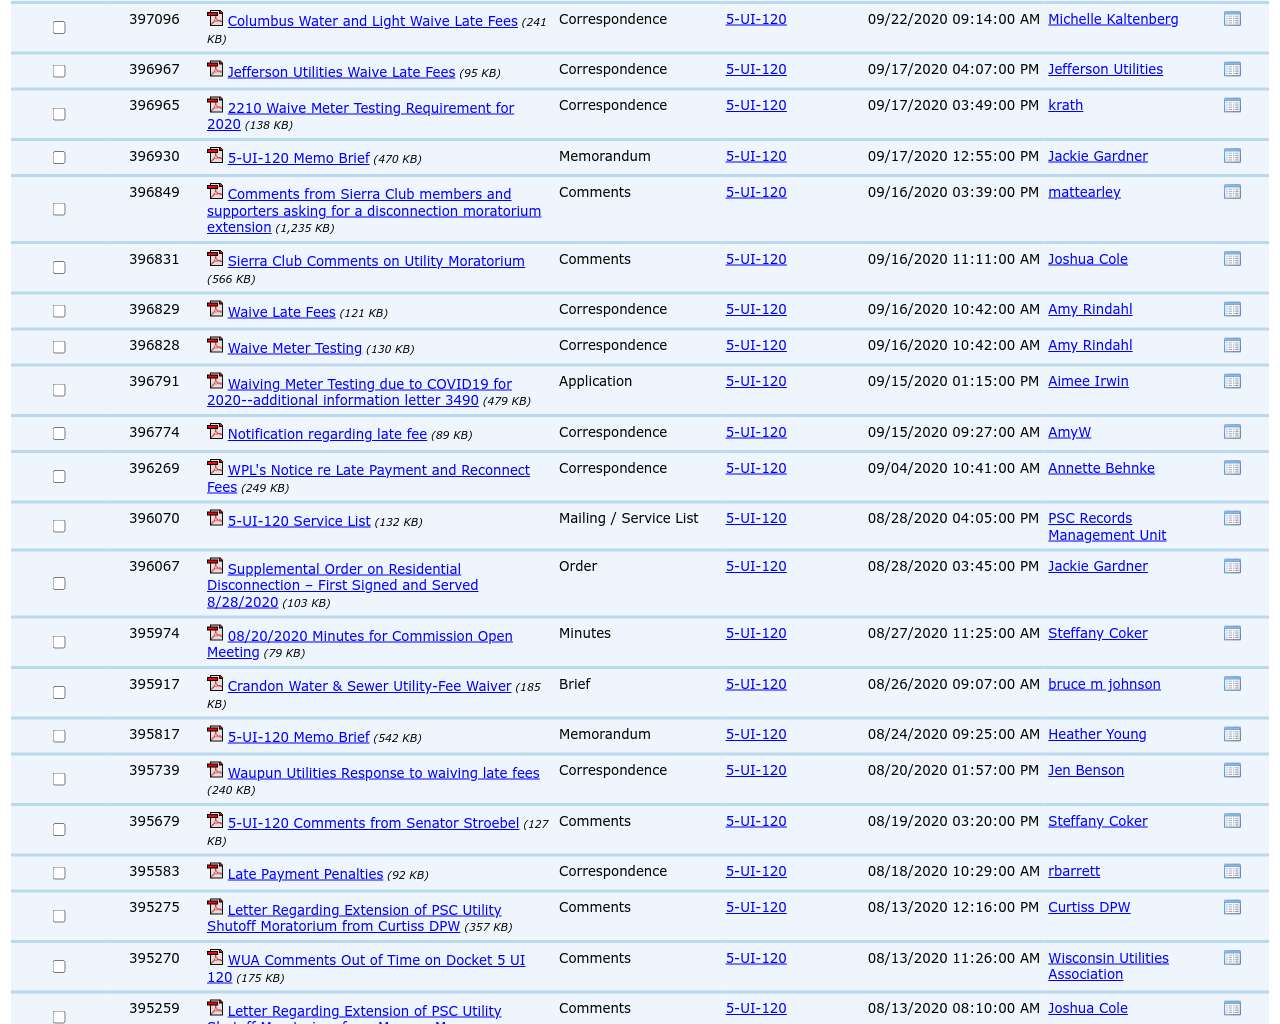 397096 Columbus Water and Light Waive Late Fees (241 Correspondence 5-UI-120 09/22/2020 09:14:00 AM Michelle Kaltenberg
KB)
396967 Jefferson Utilities Waive Late Fees (95 KB) Correspondence 5-UI-120 09/17/2020 04:07:00 PM Jefferson Utilities
396965 2210 Waive Meter Testing Requirement for Correspondence 5-UI-120 09/17/2020 03:49:00 PM krath
2020 (138 KB)
396930 5-UI-120 Memo Brief (470 KB) Memorandum 5-UI-120 09/17/2020 12:55:00 PM Jackie Gardner
396849 Comments from Sierra Club members and Comments 5-UI-120 09/16/2020 03:39:00 PM mattearley
supporters asking for a disconnection moratorium
extension (1,235 KB)
396831 Sierra Club Comments on Utility Moratorium Comments 5-UI-120 09/16/2020 11:11:00 AM Joshua Cole
(566 KB)
396829 Waive Late Fees (121 KB) Correspondence 5-UI-120 09/16/2020 10:42:00 AM Amy Rindahl
396828 Waive Meter Testing (130 KB) Correspondence 5-UI-120 09/16/2020 10:42:00 AM Amy Rindahl
396791 Waiving Meter Testing due to COVID19 for Application 5-UI-120 09/15/2020 01:15:00 PM Aimee Irwin
2020--additional information letter 3490 (479 KB)
396774 Notification regarding late fee (89 KB) Correspondence 5-UI-120 09/15/2020 09:27:00 AM AmyW
396269 WPL's Notice re Late Payment and Reconnect Correspondence 5-UI-120 09/04/2020 10:41:00 AM Annette Behnke
Fees (249 KB)
396070 5-UI-120 Service List (132 KB) Mailing / Service List 5-UI-120 08/28/2020 04:05:00 PM PSC Records
Management Unit
396067 Supplemental Order on Residential Order 5-UI-120 08/28/2020 03:45:00 PM Jackie Gardner
Disconnection – First Signed and Served
8/28/2020 (103 KB)
395974 08/20/2020 Minutes for Commission Open Minutes 5-UI-120 08/27/2020 11:25:00 AM Steffany Coker
Meeting (79 KB)
395917 Crandon Water & Sewer Utility-Fee Waiver (185 Brief 5-UI-120 08/26/2020 09:07:00 AM bruce m johnson
KB)
395817 5-UI-120 Memo Brief (542 KB) Memorandum 5-UI-120 08/24/2020 09:25:00 AM Heather Young
395739 Waupun Utilities Response to waiving late fees Correspondence 5-UI-120 08/20/2020 01:57:00 PM Jen Benson
(240 KB)
395679 5-UI-120 Comments from Senator Stroebel (127 Comments 5-UI-120 08/19/2020 03:20:00 PM Steffany Coker
KB)
395583 Late Payment Penalties (92 KB) Correspondence 5-UI-120 08/18/2020 10:29:00 AM rbarrett
395275 Letter Regarding Extension of PSC Utility Comments 5-UI-120 08/13/2020 12:16:00 PM Curtiss DPW
Shutoff Moratorium from Curtiss DPW (357 KB)
395270 WUA Comments Out of Time on Docket 5 UI Comments 5-UI-120 08/13/2020 11:26:00 AM Wisconsin Utilities
120 (175 KB) Association
395259 Letter Regarding Extension of PSC Utility Comments 5-UI-120 08/13/2020 08:10:00 AM Joshua Cole